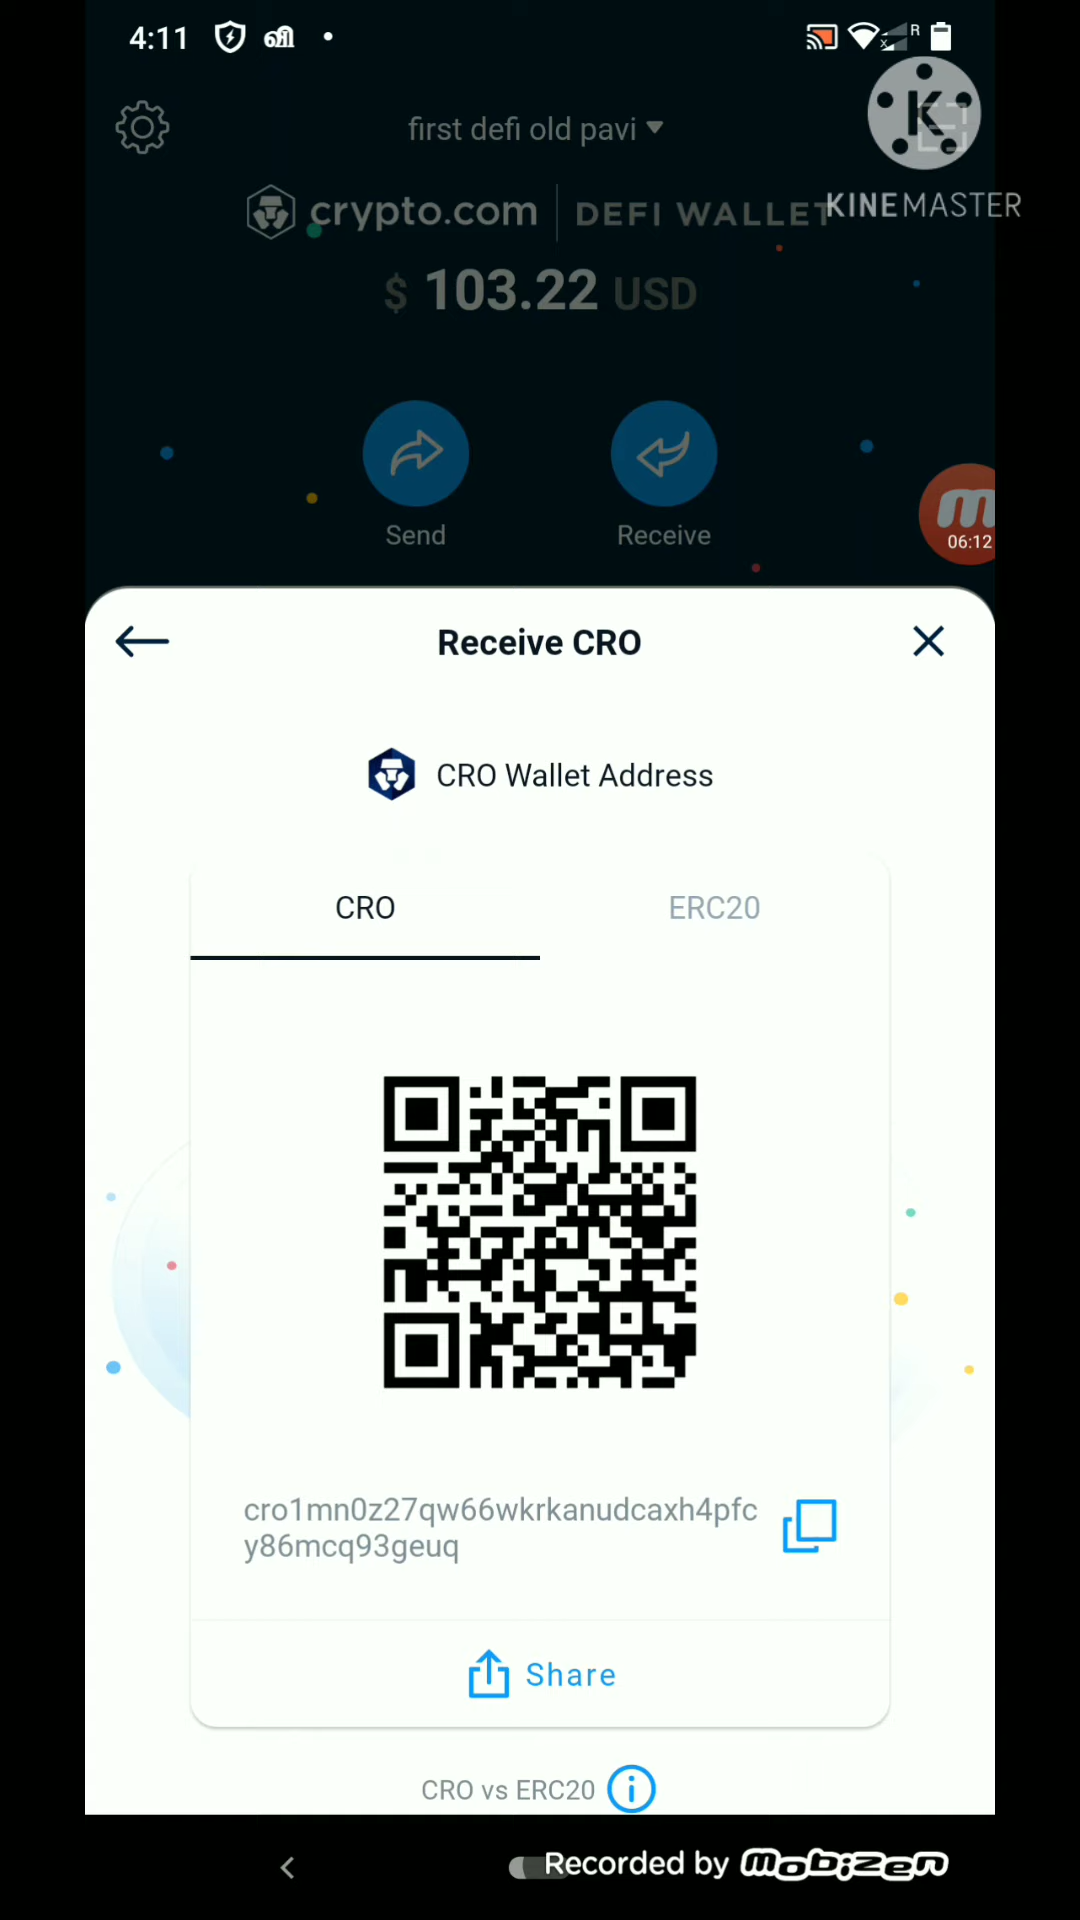 4:11 வி
R
first defi old pavi
K
KINEMASTER
crypto.com DEFI WALLET
$ 103.22 USD
Send Receive
m
06:12
Receive CRO
CRO Wallet Address
CRO ERC20
cro1mn0z27qw66wkrkanudcaxh4pfc
y86mcq93geuq
Share
CRO vs ERC20 i
Recorded by mobizen